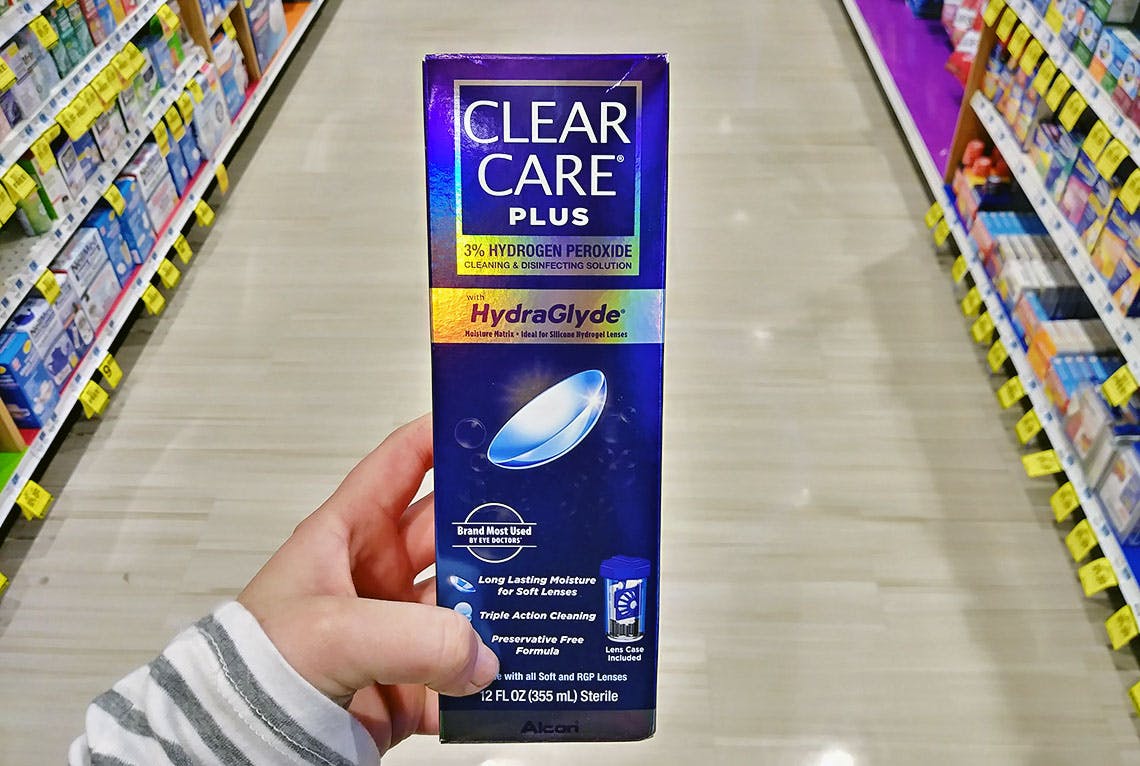 CLEAR
CARE®
PLUS
3% HYDROGEN PEROXIDE
CLEANING & DISINFECTING SOLUTION
with
HydraGlyde®
Moisture Matrix • Ideal for Silicone Hydrogel Lenses
Brand Most Used
BY EYE DOCTORS*
Long Lasting Moisture
for Soft Lenses
Triple Action Cleaning
Preservative Free
Formula
Lens Case
Included
with all Soft and RGP Lenses
12 FL OZ (355 mL) Sterile
Alcon